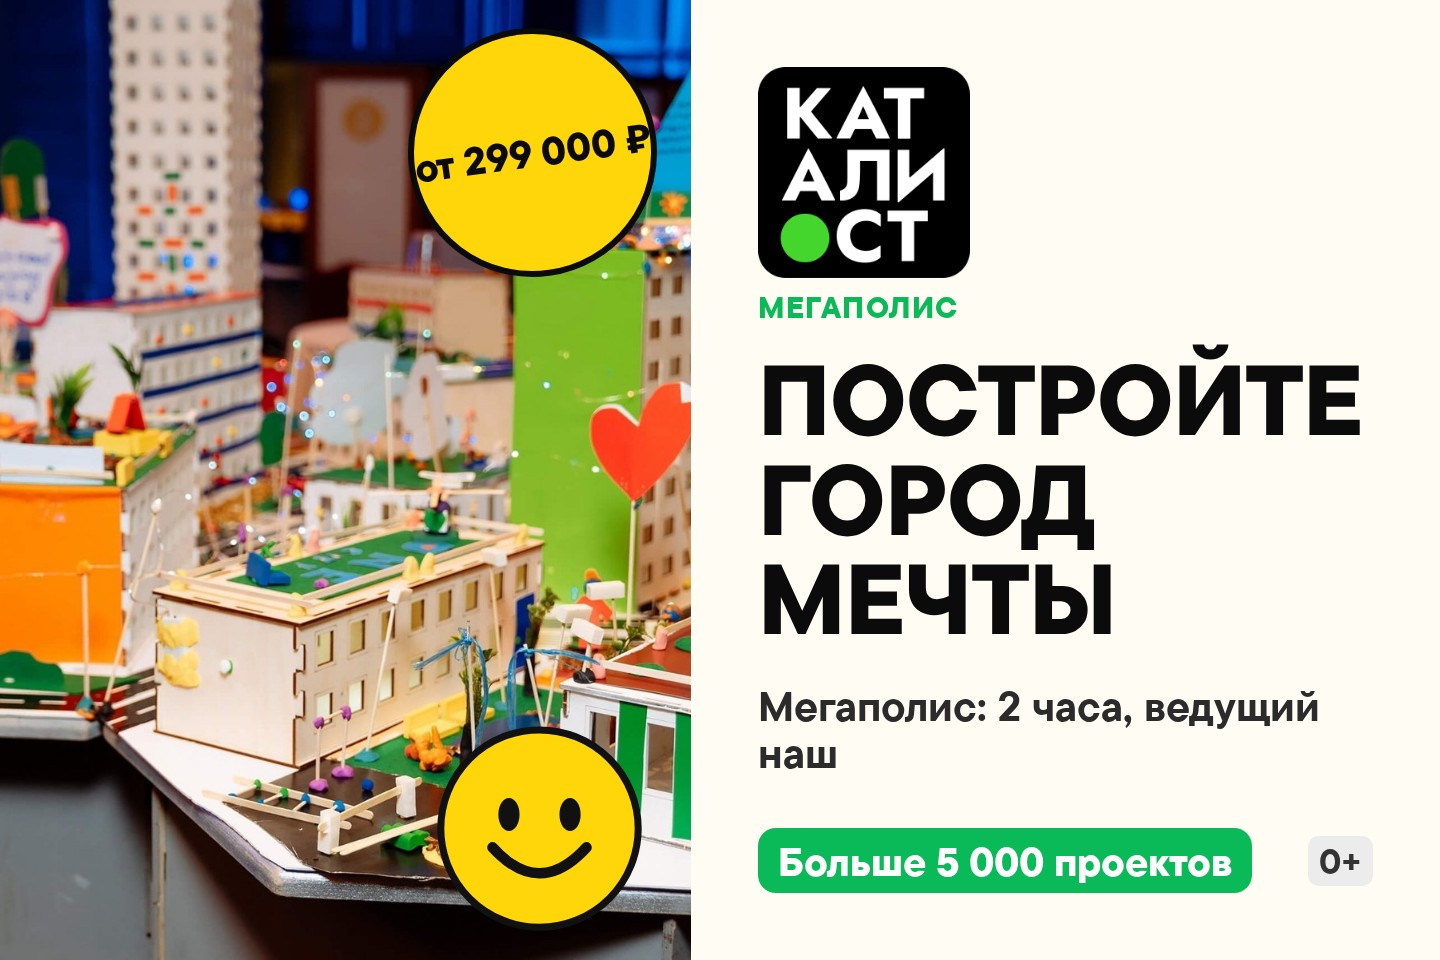 от 299 000 ₽
КАТ
АЛИ
СТ
МЕГАПОЛИС
ПОСТРОЙТЕ
ГОРОД
МЕЧТЫ
Мегаполис: 2 часа, ведущий
наш
Больше 5 000 проектов
0+